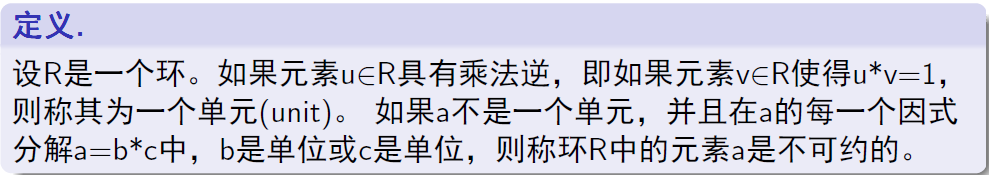 定义.
设R是一个环。如果元素u∈R具有乘法逆，即如果元素v∈R使得u*v=1，
则称其为一个单元(unit)。 如果a不是一个单元，并且在a的每一个因式
分解a=b*c中，b是单位或c是单位，则称环R中的元素a是不可约的。